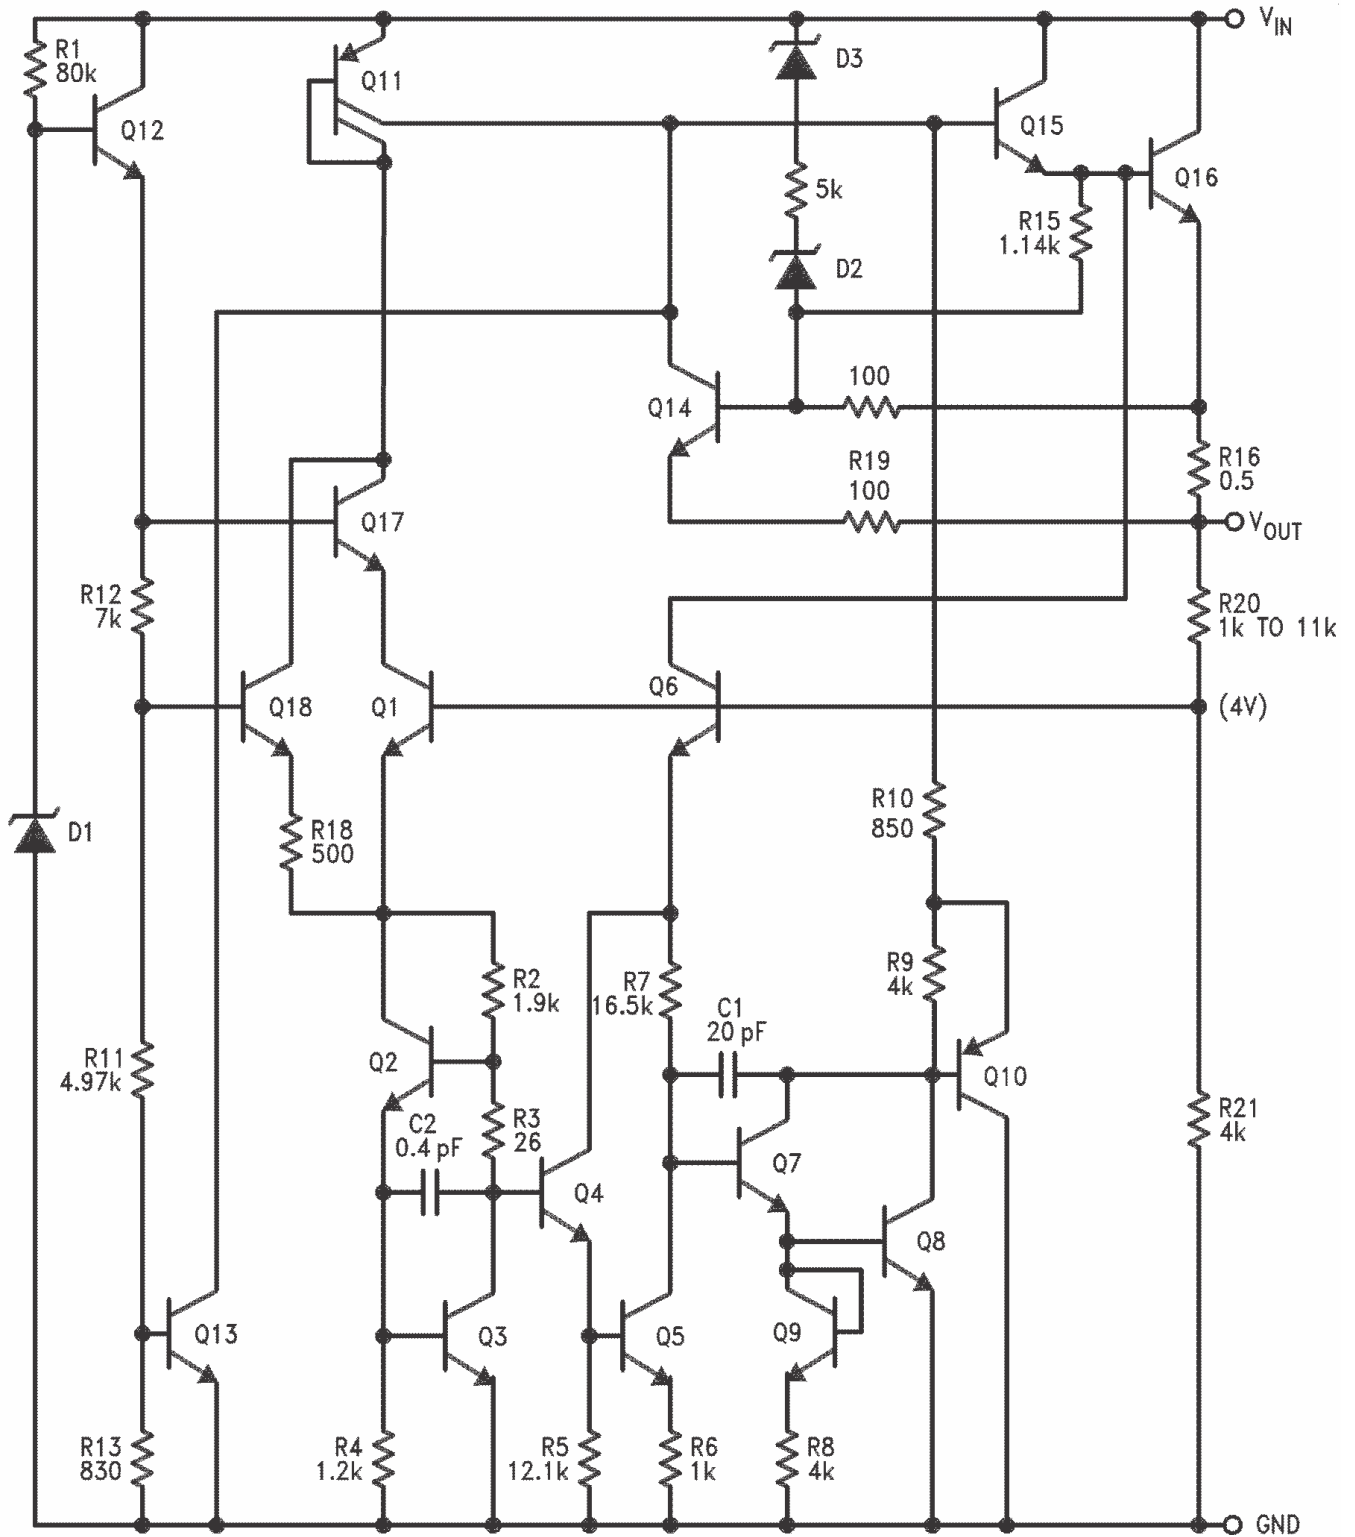 V_IN
R1
80k
Q12
Q11
D3
Q15
Q16
5k
R15
1.14k
D2
100
Q14
R19
100
R16
0.5
V_OUT
Q17
R12
7k
R20
1k TO 11k
Q18
Q1
Q6
(4V)
D1
R18
500
R10
850
R2
1.9k
R7
16.5k
R9
4k
C1
20 pF
R11
4.97k
Q2
Q10
C2
0.4 pF
R3
26
R21
4k
Q7
Q4
Q8
Q13
Q3
Q5
Q9
R13
830
R4
1.2k
R5
12.1k
R6
1k
R8
4k
GND